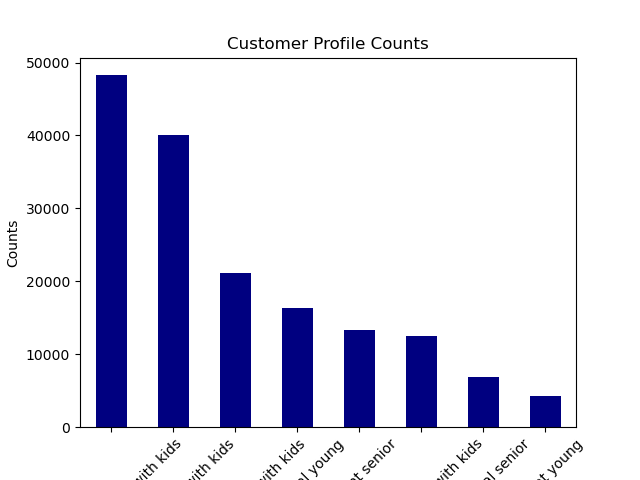 Customer Profile Counts
Counts
50000
40000
30000
20000
10000
0
with kids
with kids
with kids
young
senior
with kids
senior
young